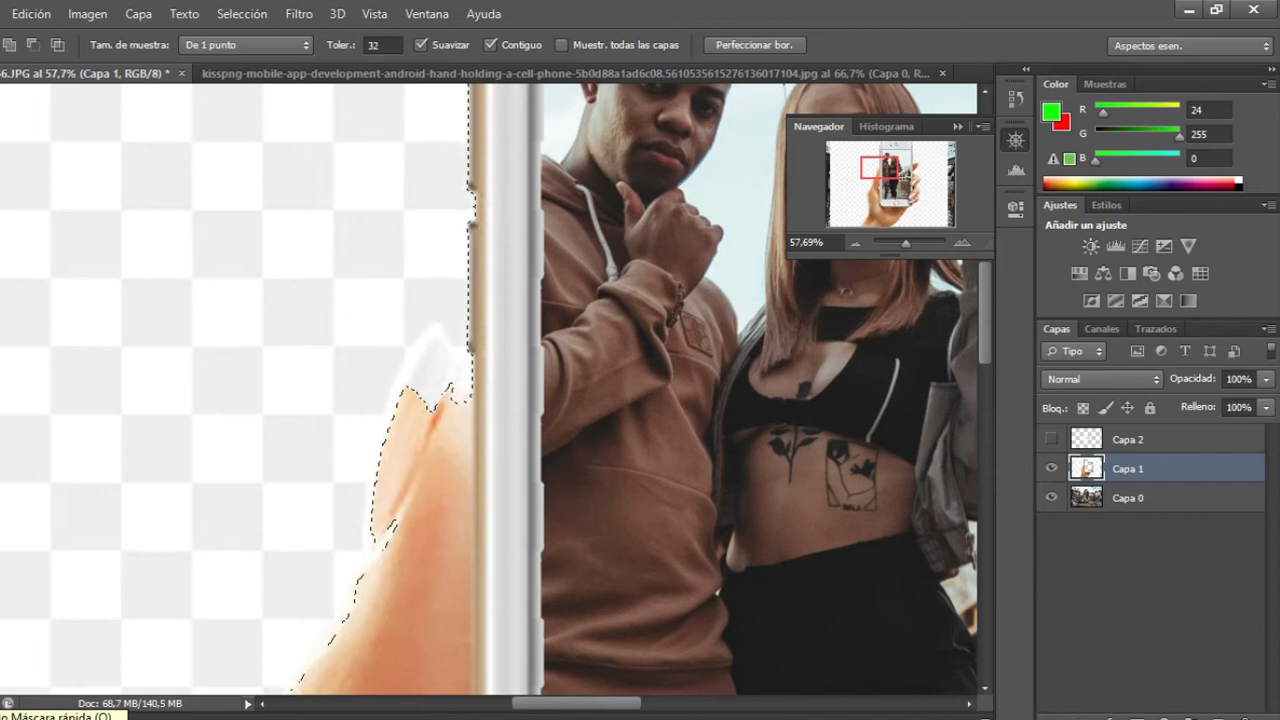 Edición Imagen Capa Texto Selección Filtro 3D Vista Ventana Ayuda
Tam. de muestra: De 1 punto Toler.: 32 Suavizar Contiguo Muestr. todas las capas Perfeccionar bor. Aspectos esen.
6.JPG al 57,7% (Capa 1, RGB/8) * × kisspng-mobile-app-development-android-hand-holding-a-cell-phone-5b0d88a1ad6c08.5610535615276136017104.jpg al 66,7% (Capa 0, R... ×
Color Muestras
R 24
G 255
B 0
Navegador Histograma
57,69%
Ajustes Estilos
Añadir un ajuste
Capas Canales Trazados
Tipo
Normal Opacidad: 100%
Bloq.: Relleno: 100%
Capa 2
Capa 1
Capa 0
Doc: 68,7 MB/140,5 MB
Máscara rápida (Q)